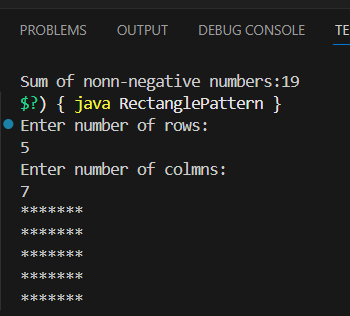 PROBLEMS OUTPUT DEBUG CONSOLE TE
Sum of nonn-negative numbers:19
$?) { java RectanglePattern }
Enter number of rows:
5
Enter number of colmns:
7
*******
*******
*******
*******
*******